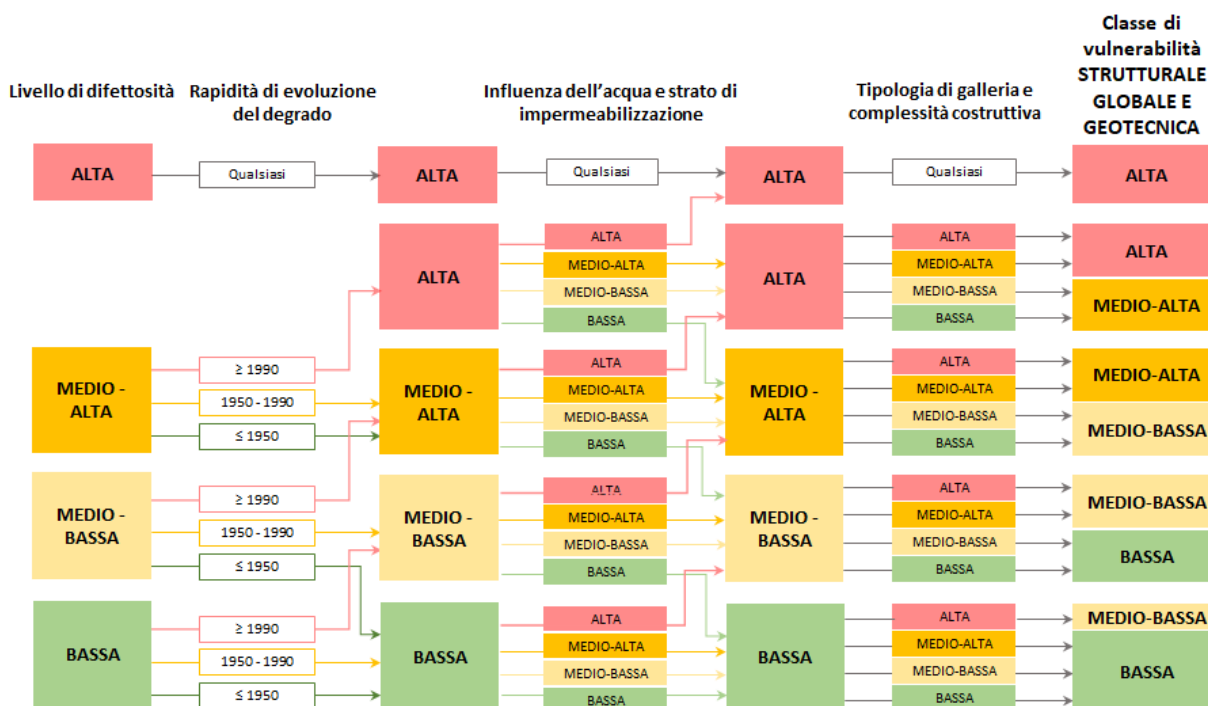 Livello di difettosità
Rapidità di evoluzione
del degrado
Influenza dell'acqua e strato di
impermeabilizzazione
Tipologia di galleria e
complessità costruttiva
Classe di
vulnerabilità
STRUTTURALE
GLOBALE E
GEOTECNICA
ALTA
Qualsiasi
ALTA
Qualsiasi
ALTA
Qualsiasi
ALTA
ALTA
ALTA
MEDIO-ALTA
MEDIO-BASSA
BASSA
ALTA
ALTA
MEDIO-ALTA
MEDIO-BASSA
BASSA
ALTA
MEDIO-ALTA
MEDIO -
ALTA
≥ 1990
1950 - 1990
≤ 1950
MEDIO -
ALTA
ALTA
MEDIO-ALTA
MEDIO-BASSA
BASSA
MEDIO -
ALTA
ALTA
MEDIO-ALTA
MEDIO-BASSA
BASSA
MEDIO-ALTA
MEDIO-BASSA
MEDIO -
BASSA
≥ 1990
1950 - 1990
≤ 1950
MEDIO -
BASSA
ALTA
MEDIO-ALTA
MEDIO-BASSA
BASSA
MEDIO -
BASSA
ALTA
MEDIO-ALTA
MEDIO-BASSA
BASSA
MEDIO-BASSA
BASSA
BASSA
≥ 1990
1950 - 1990
≤ 1950
BASSA
ALTA
MEDIO-ALTA
MEDIO-BASSA
BASSA
BASSA
ALTA
MEDIO-ALTA
MEDIO-BASSA
BASSA
MEDIO-BASSA
BASSA